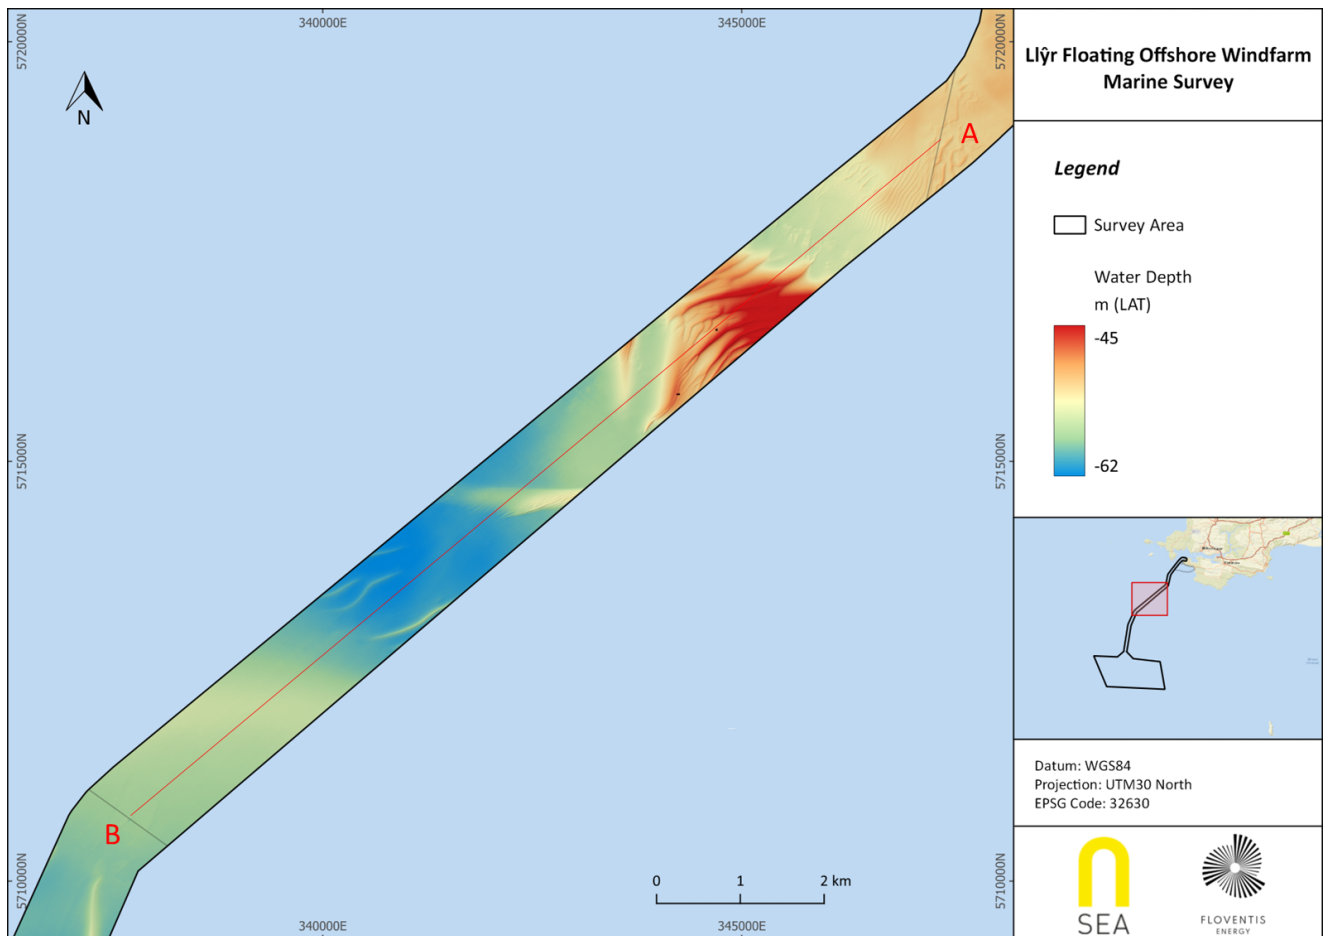 340000E
345000E
5720000N
5720000N
N
A
5715000N
5715000N
B
0 1 2 km
5710000N
5710000N
340000E
345000E
Llŷr Floating Offshore Windfarm
Marine Survey
Legend
Survey Area
Water Depth
m (LAT)
-45
-62
Datum: WGS84
Projection: UTM30 North
EPSG Code: 32630
SEA
FLOVENTIS
ENERGY